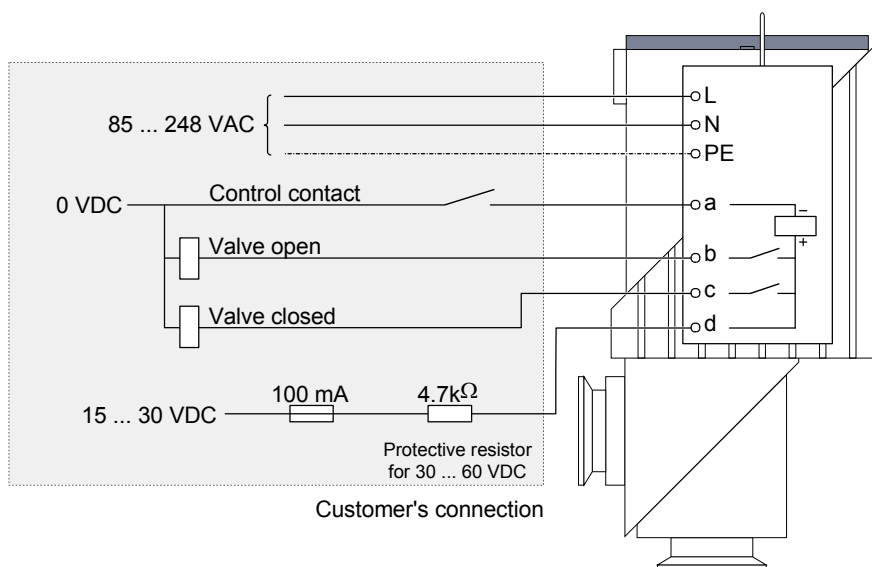 85 ... 248 VAC
L
N
PE
0 VDC
Control contact
a
–
+
Valve open
b
Valve closed
c
d
15 ... 30 VDC
100 mA
4.7kΩ
Protective resistor
for 30 ... 60 VDC
Customer's connection